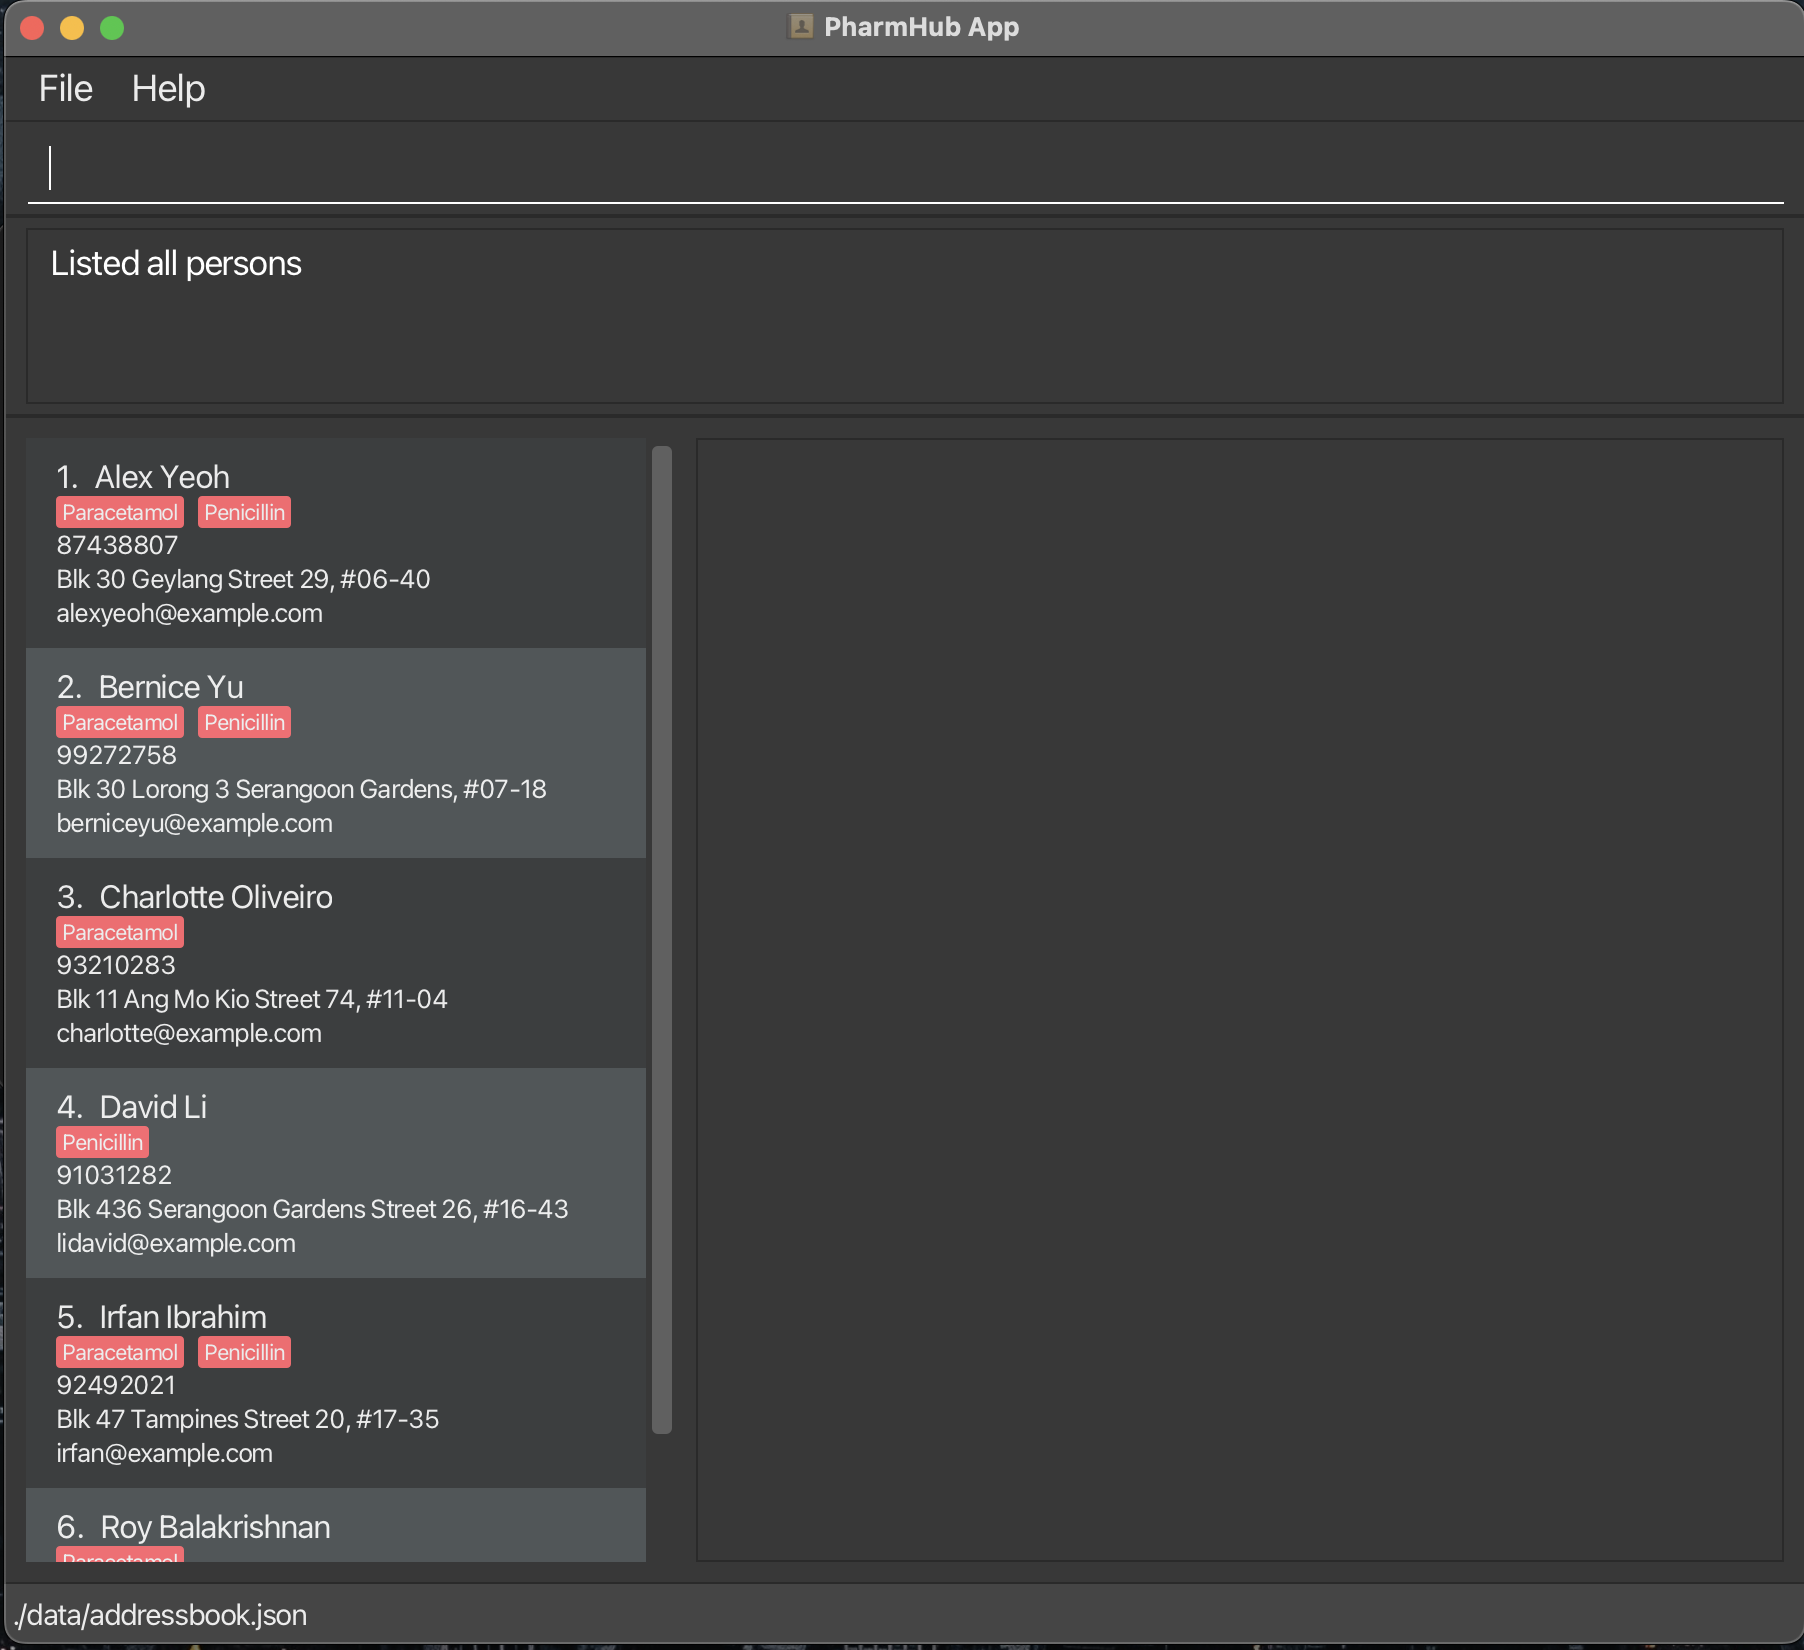 PharmHub App
File Help
Listed all persons
1. Alex Yeoh
Paracetamol Penicillin
87438807
Blk 30 Geylang Street 29, #06-40
alexyeoh@example.com
2. Bernice Yu
Paracetamol Penicillin
99272758
Blk 30 Lorong 3 Serangoon Gardens, #07-18
berniceyu@example.com
3. Charlotte Oliveiro
Paracetamol
93210283
Blk 11 Ang Mo Kio Street 74, #11-04
charlotte@example.com
4. David Li
Penicillin
91031282
Blk 436 Serangoon Gardens Street 26, #16-43
lidavid@example.com
5. Irfan Ibrahim
Paracetamol Penicillin
92492021
Blk 47 Tampines Street 20, #17-35
irfan@example.com
6. Roy Balakrishnan
Paracetamol
./data/addressbook.json